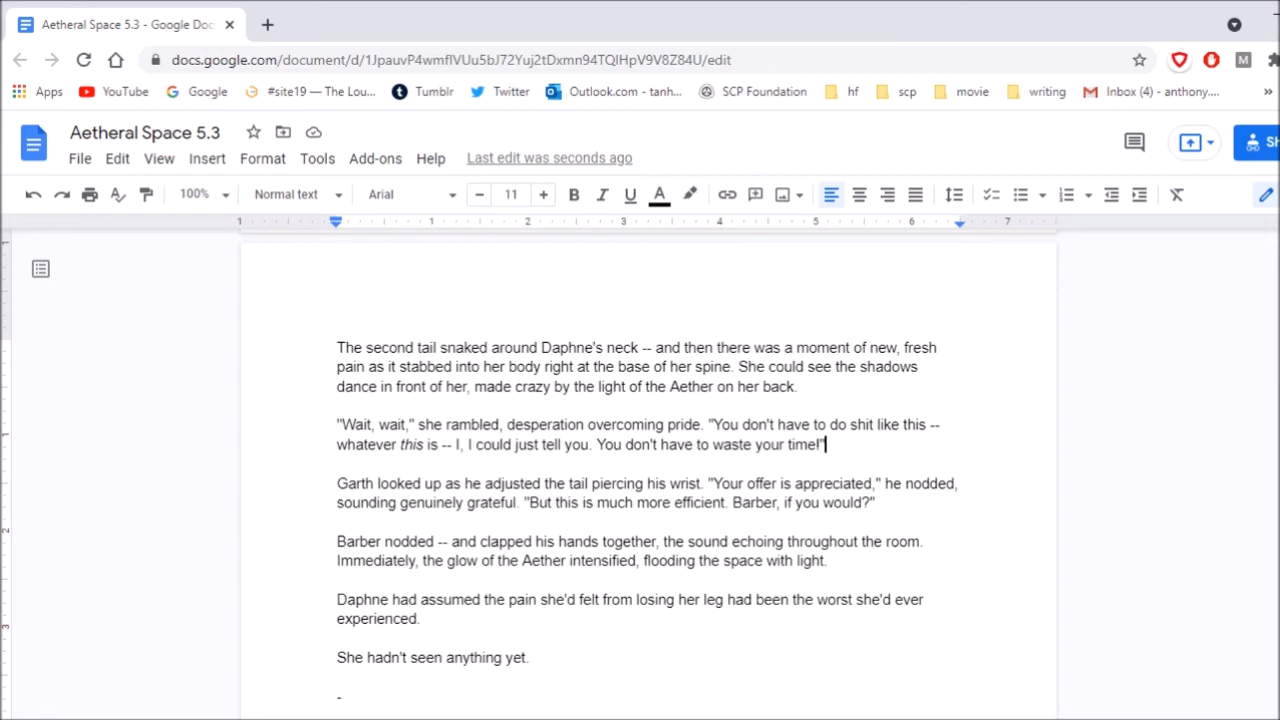 Aetheral Space 5.3 - Google Doc
docs.google.com/document/d/1JpauvP4wmfIVUu5bJ72Yuj2tDxmn94TQIHpV9V8Z84U/edit
Apps YouTube Google #site19 — The Lou... Tumblr Twitter Outlook.com - tanh... SCP Foundation hf scp movie writing M Inbox (4) - anthony.... »
Aetheral Space 5.3
File Edit View Insert Format Tools Add-ons Help Last edit was seconds ago
Sh
100% Normal text Arial − 11 + B I U A
1 1 2 3 4 5 6 7
The second tail snaked around Daphne's neck -- and then there was a moment of new, fresh
pain as it stabbed into her body right at the base of her spine. She could see the shadows
dance in front of her, made crazy by the light of the Aether on her back.
"Wait, wait," she rambled, desperation overcoming pride. "You don't have to do shit like this --
whatever this is -- I, I could just tell you. You don't have to waste your time!"
Garth looked up as he adjusted the tail piercing his wrist. "Your offer is appreciated," he nodded,
sounding genuinely grateful. "But this is much more efficient. Barber, if you would?"
Barber nodded -- and clapped his hands together, the sound echoing throughout the room.
Immediately, the glow of the Aether intensified, flooding the space with light.
Daphne had assumed the pain she'd felt from losing her leg had been the worst she'd ever
experienced.
She hadn't seen anything yet.
-